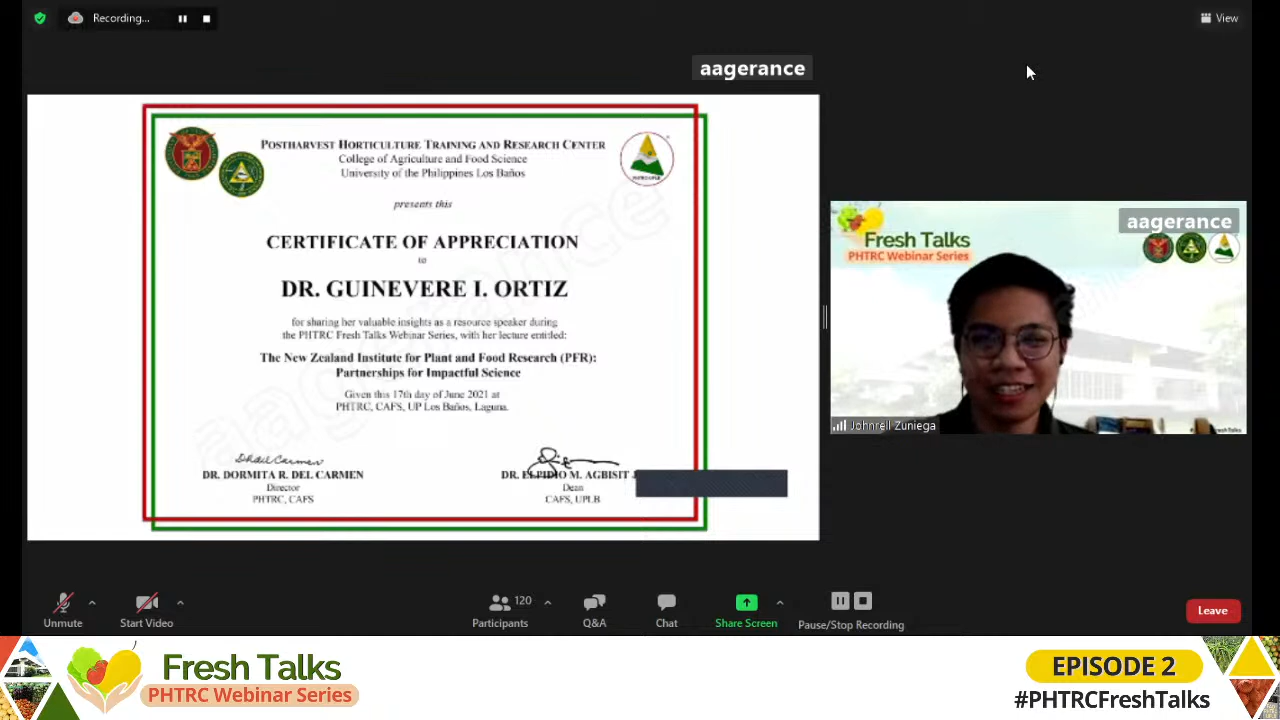 Recording...
View
aagerance
POSTHARVEST HORTICULTURE TRAINING AND RESEARCH CENTER
College of Agriculture and Food Science
University of the Philippines Los Baños
presents this
CERTIFICATE OF APPRECIATION
to
DR. GUINEVERE I. ORTIZ
for sharing her valuable insights as a resource speaker during
the PHTRC Fresh Talks Webinar Series, with her lecture entitled:
The New Zealand Institute for Plant and Food Research (PFR):
Partnerships for Impactful Science
Given this 17th day of June 2021 at
PHTRC, CAFS, UP Los Baños, Laguna.
DR. DORMITA R. DEL CARMEN
Director
PHTRC, CAFS
DR. ELPIDIO M. AGBISIT
Dean
CAFS, UPLB
aagerance
aagerance
Fresh Talks
PHTRC Webinar Series
Johnrell Zuniega
Unmute
Start Video
120
Participants
Q&A
Chat
Share Screen
Pause/Stop Recording
Leave
Fresh Talks
PHTRC Webinar Series
EPISODE 2
#PHTRCFreshTalks